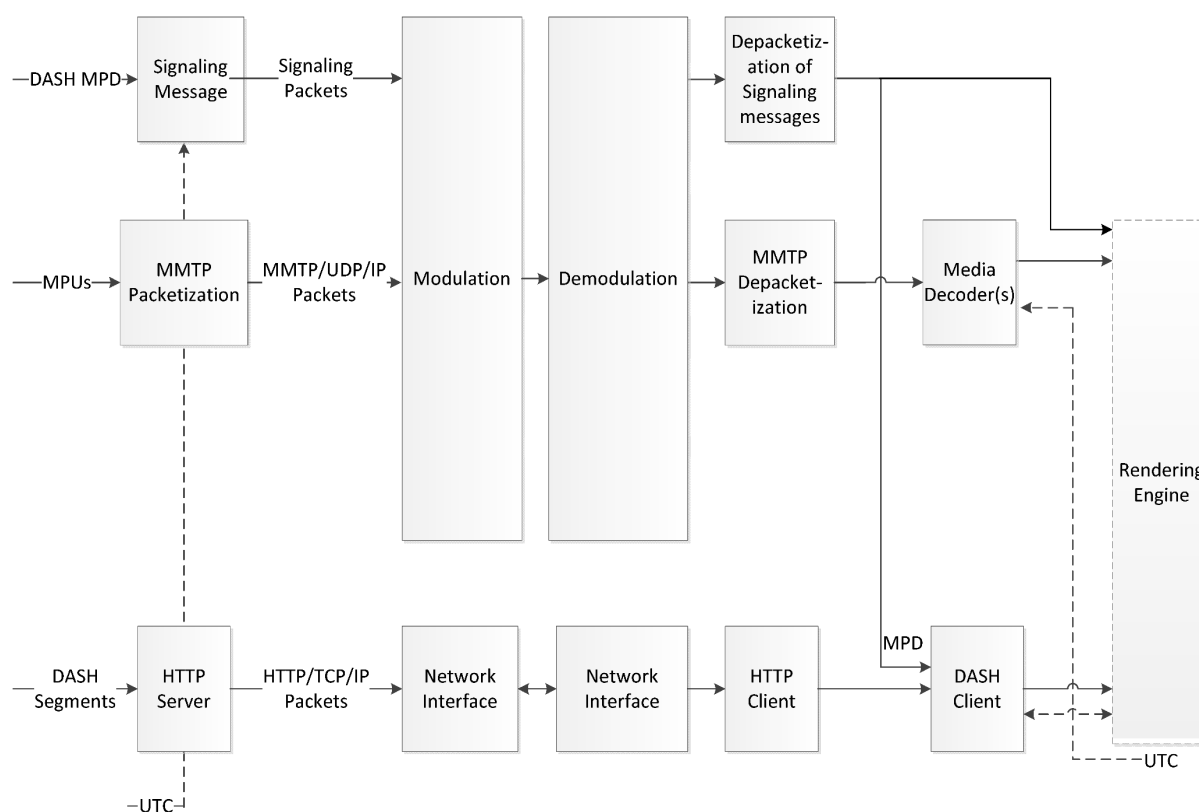 DASH MPD
Signaling
Message
Signaling
Packets
Depacketiz-
ation of
Signaling
messages
MPUs
MMTP
Packetization
MMTP/UDP/IP
Packets
Modulation
Demodulation
MMTP
Depacket-
ization
Media
Decoder(s)
Rendering
Engine
DASH
Segments
HTTP
Server
HTTP/TCP/IP
Packets
Network
Interface
Network
Interface
HTTP
Client
MPD
DASH
Client
UTC
UTC